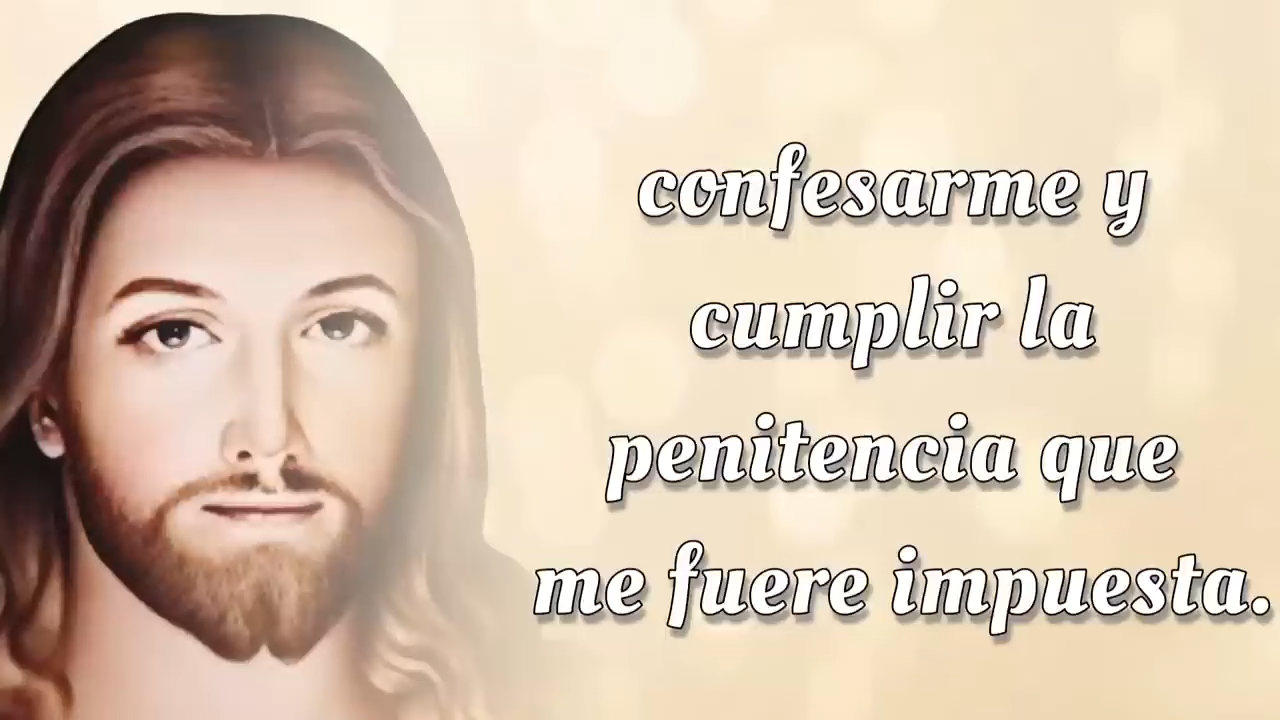 confesarme y
cumplir la
penitencia que
me fuere impuesta.